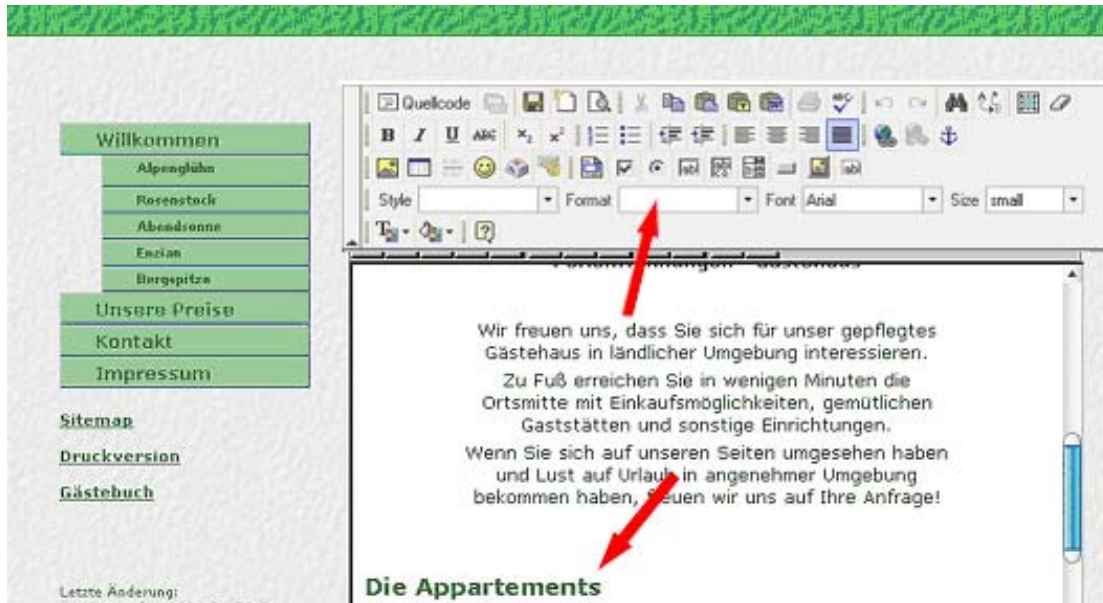 Willkommen
Alpenglühn
Rosenstock
Abendsonne
Enzian
Bergspitze
Unsere Preise
Kontakt
Impressum
Sitemap
Druckversion
Gästebuch
Letzte Änderung:
Quellcode
B I U ABC
Style Format Font Arial Size small
Wir freuen uns, dass Sie sich für unser gepflegtes
Gästehaus in ländlicher Umgebung interessieren.
Zu Fuß erreichen Sie in wenigen Minuten die
Ortsmitte mit Einkaufsmöglichkeiten, gemütlichen
Gaststätten und sonstige Einrichtungen.
Wenn Sie sich auf unseren Seiten umgesehen haben
und Lust auf Urlaub in angenehmer Umgebung
bekommen haben, freuen wir uns auf Ihre Anfrage!
Die Appartements